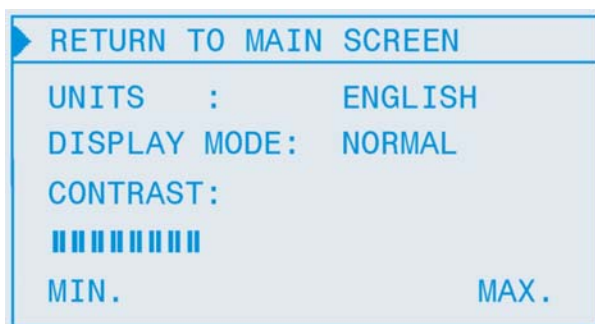 RETURN TO MAIN SCREEN
UNITS : ENGLISH
DISPLAY MODE: NORMAL
CONTRAST:
MIN. MAX.